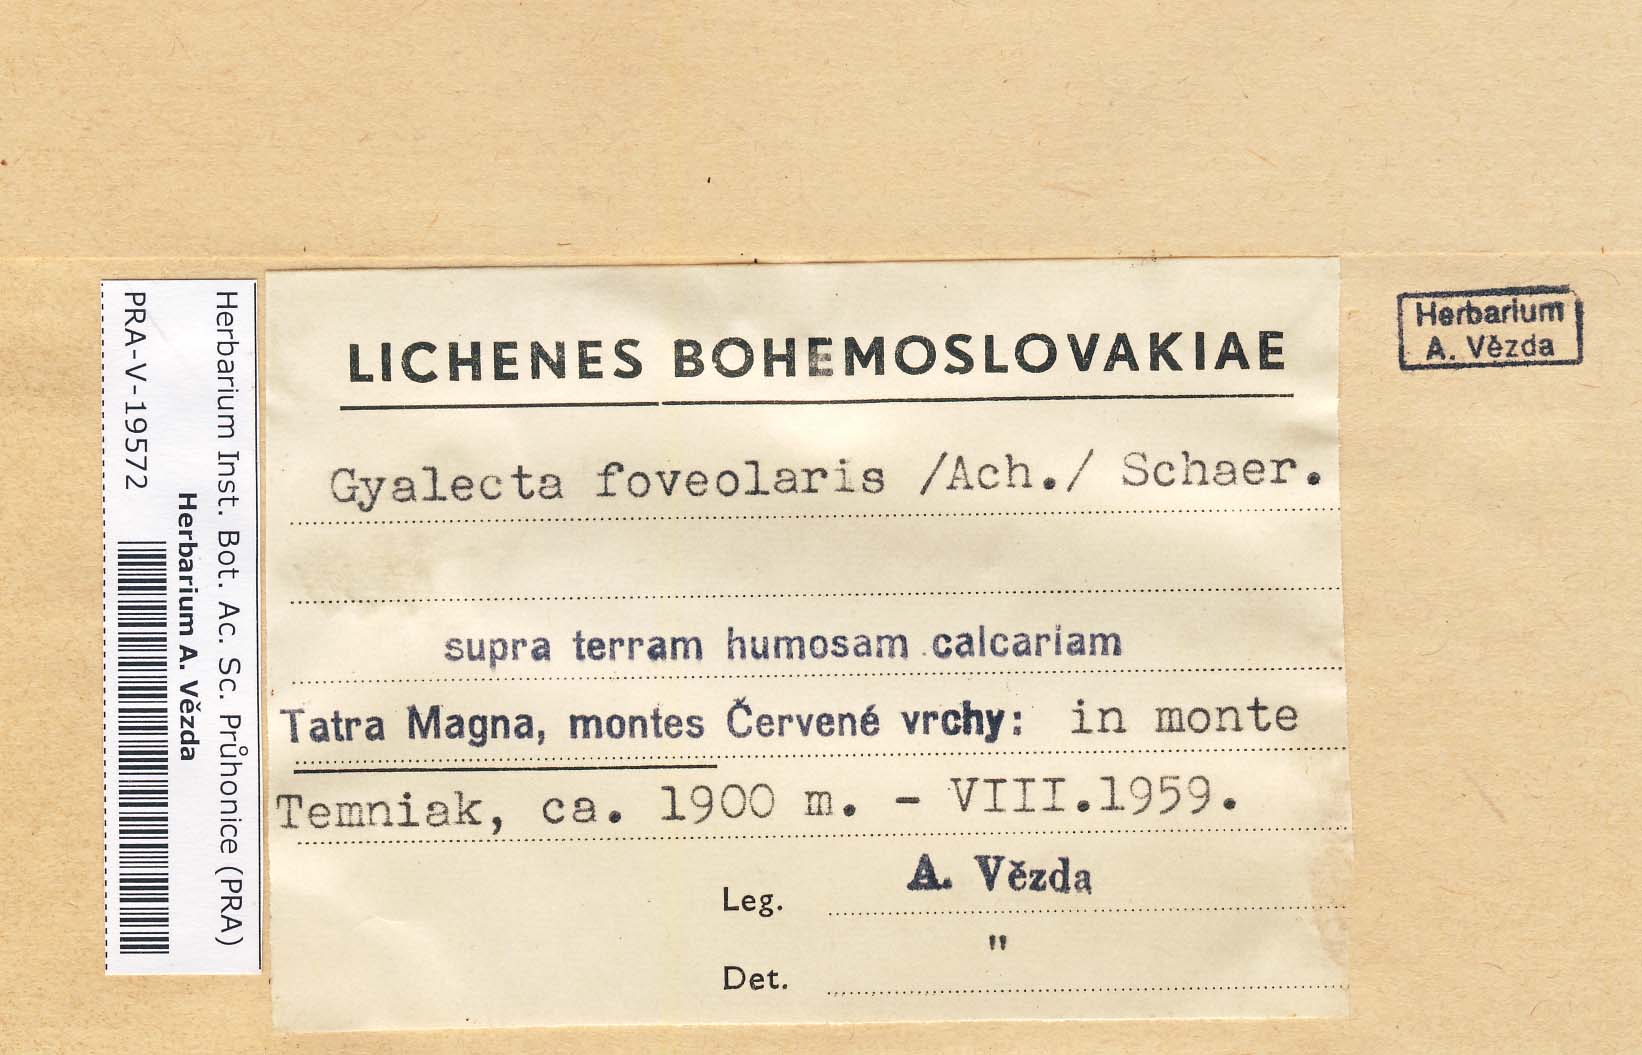 LICHENES BOHEMOSLOVAKIAE
Gyalecta foveolaris /Ach./ Schaer.
supra terram humosam calcariam
Tatra Magna, montes Červené vrchy: in monte
Temniak, ca. 1900 m. - VIII.1959.
Leg. A. Vězda
Det. "
Herbarium
A. Vězda
Herbarium Inst. Bot. Ac. Sc. Průhonice (PRA)
Herbarium A. Vězda
PRA-V-19572